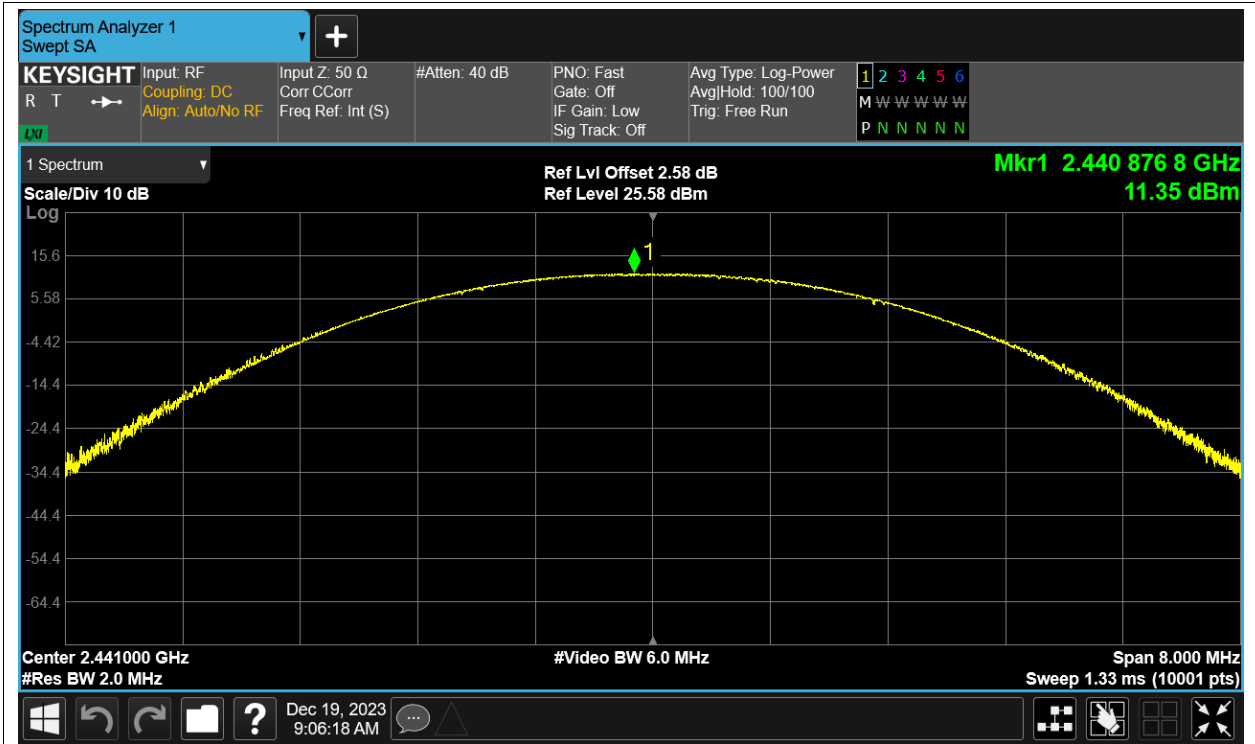 Spectrum Analyzer 1
Swept SA
KEYSIGHT
R T
LXI
Input: RF
Coupling: DC
Align: Auto/No RF
Input Z: 50 Ω
Corr CCorr
Freq Ref: Int (S)
#Atten: 40 dB
PNO: Fast
Gate: Off
IF Gain: Low
Sig Track: Off
Avg Type: Log-Power
Avg|Hold: 100/100
Trig: Free Run
1 2 3 4 5 6
M W W W W W
P N N N N N
1 Spectrum
Scale/Div 10 dB
Log
Ref Lvl Offset 2.58 dB
Ref Level 25.58 dBm
Mkr1 2.440 876 8 GHz
11.35 dBm
1
15.6
5.58
-4.42
-14.4
-24.4
-34.4
-44.4
-54.4
-64.4
Center 2.441000 GHz
#Video BW 6.0 MHz
Span 8.000 MHz
#Res BW 2.0 MHz
Sweep 1.33 ms (10001 pts)
?
Dec 19, 2023
9:06:18 AM